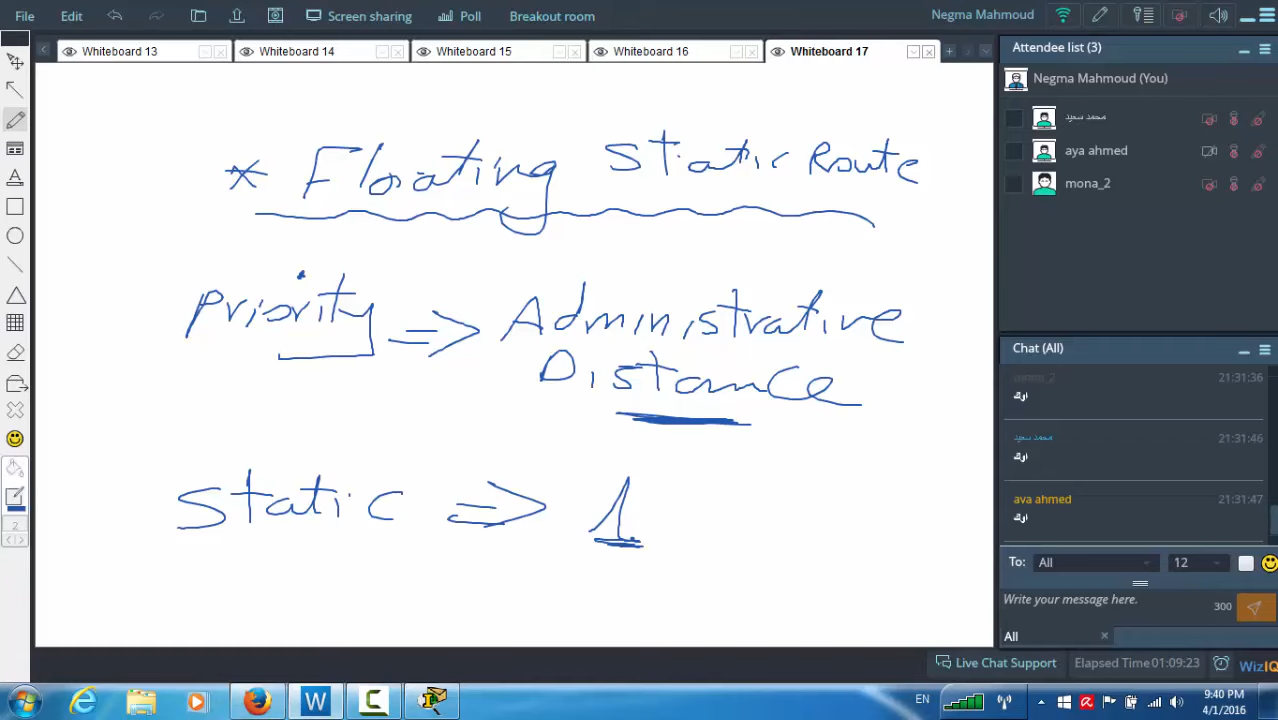 File Edit Screen sharing Poll Breakout room Negma Mahmoud
Whiteboard 13 Whiteboard 14 Whiteboard 15 Whiteboard 16 Whiteboard 17
* Floating Static Route
Priority => Administrative
Distance
Static => 1
2
Attendee list (3)
Negma Mahmoud (You)
محمد سعيد
aya ahmed
mona_2
Chat (All)
mona_2 21:31:36
اوك
محمد سعيد 21:31:46
اوك
aya ahmed 21:31:47
اوك
To: All 12
Write your message here. 300
All
Live Chat Support Elapsed Time 01:09:23 WizIQ
EN 9:40 PM
4/1/2016